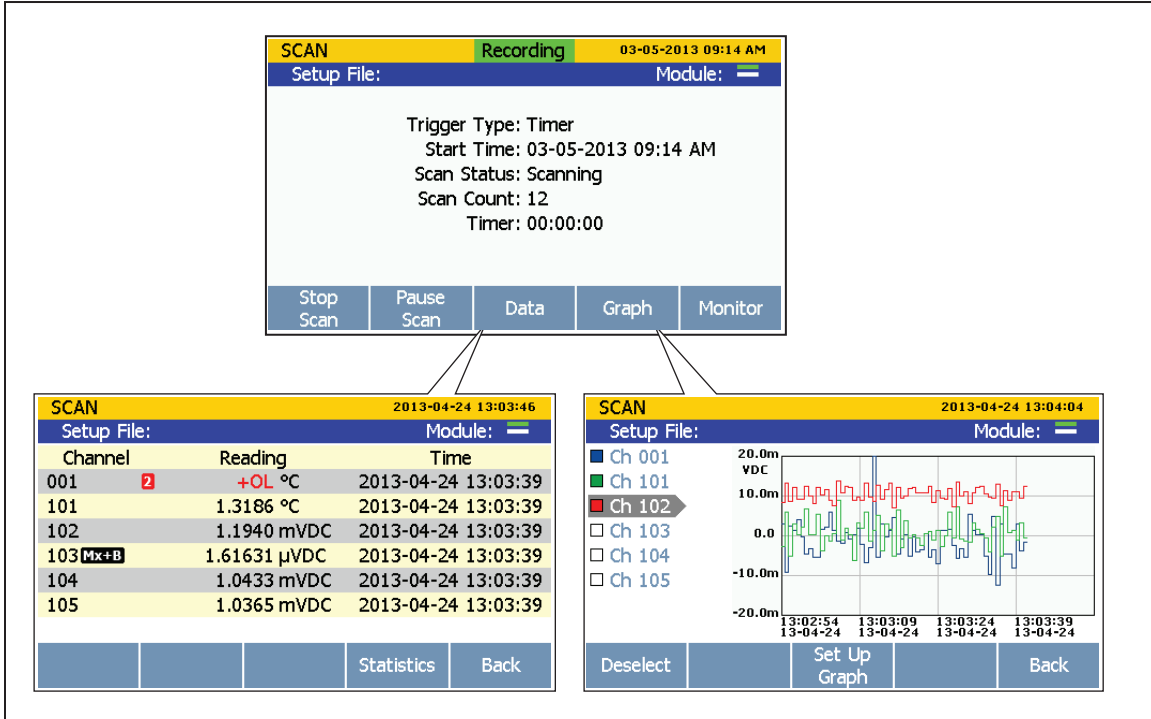 SCAN Recording 03-05-2013 09:14 AM
Setup File: Module:
Trigger Type: Timer
Start Time: 03-05-2013 09:14 AM
Scan Status: Scanning
Scan Count: 12
Timer: 00:00:00
Stop Scan
Pause Scan
Data
Graph
Monitor
SCAN 2013-04-24 13:03:46
Setup File: Module:
Channel Reading Time
001 2 +OL °C 2013-04-24 13:03:39
101 1.3186 °C 2013-04-24 13:03:39
102 1.1940 mVDC 2013-04-24 13:03:39
103 Mx+B 1.61631 µVDC 2013-04-24 13:03:39
104 1.0433 mVDC 2013-04-24 13:03:39
105 1.0365 mVDC 2013-04-24 13:03:39
Statistics
Back
SCAN 2013-04-24 13:04:04
Setup File: Module:
Ch 001
Ch 101
Ch 102
Ch 103
Ch 104
Ch 105
20.0m
VDC
10.0m
0.0
-10.0m
-20.0m
13:02:54 13:03:09 13:03:24 13:03:39
13-04-24 13-04-24 13-04-24 13-04-24
Deselect
Set Up Graph
Back